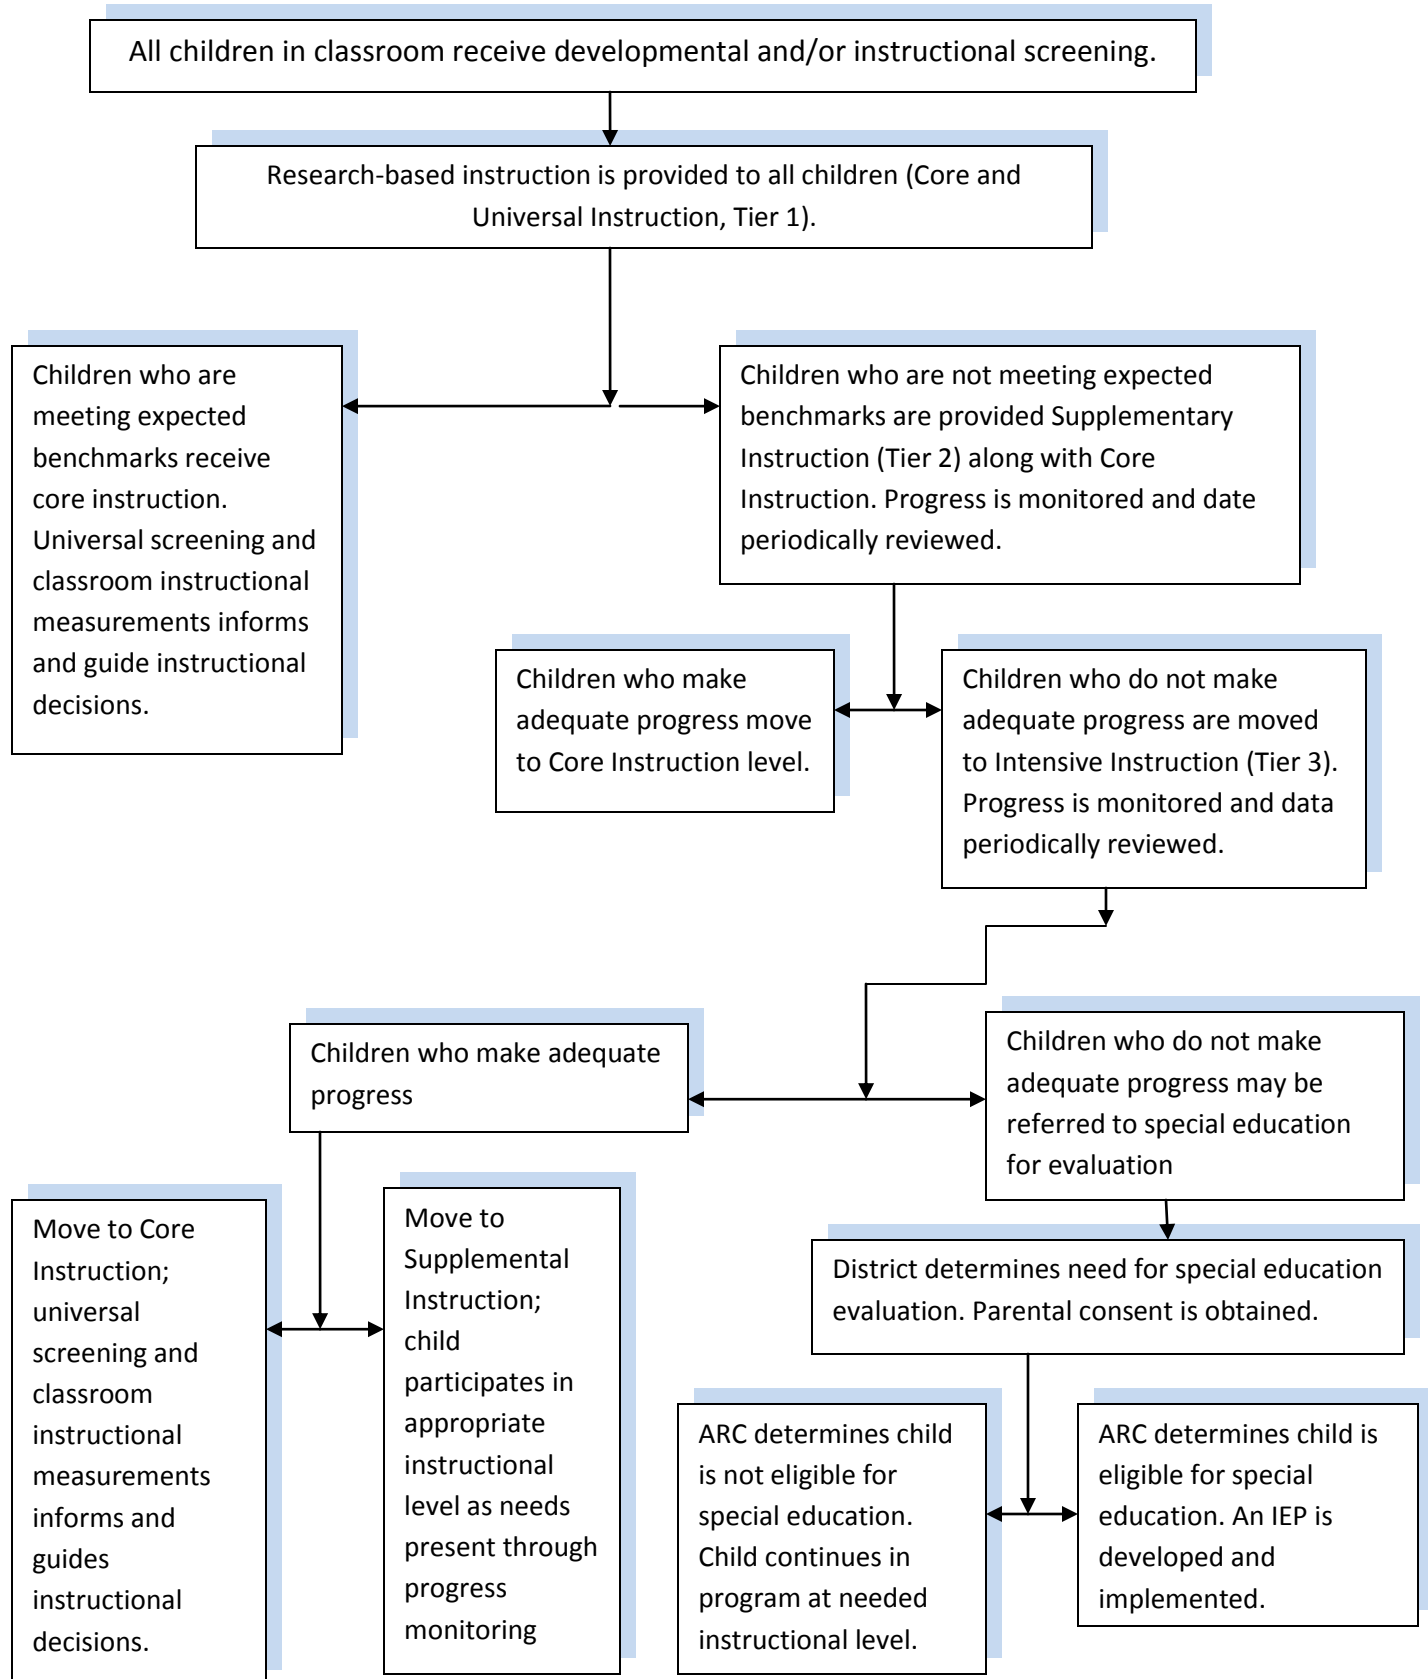 All children in classroom receive developmental and/or instructional screening.
Research-based instruction is provided to all children (Core and
Universal Instruction, Tier 1).
Children who are
meeting expected
benchmarks receive
core instruction.
Universal screening and
classroom instructional
measurements informs
and guide instructional
decisions.
Children who are not meeting expected
benchmarks are provided Supplementary
Instruction (Tier 2) along with Core
Instruction. Progress is monitored and date
periodically reviewed.
Children who make
adequate progress move
to Core Instruction level.
Children who do not make
adequate progress are moved
to Intensive Instruction (Tier 3).
Progress is monitored and data
periodically reviewed.
Children who make adequate
progress
Children who do not make
adequate progress may be
referred to special education
for evaluation
Move to Core
Instruction;
universal
screening and
classroom
instructional
measurements
informs and
guides
instructional
decisions.
Move to
Supplemental
Instruction;
child
participates in
appropriate
instructional
level as needs
present through
progress
monitoring
District determines need for special education
evaluation. Parental consent is obtained.
ARC determines child
is not eligible for
special education.
Child continues in
program at needed
instructional level.
ARC determines child is
eligible for special
education. An IEP is
developed and
implemented.